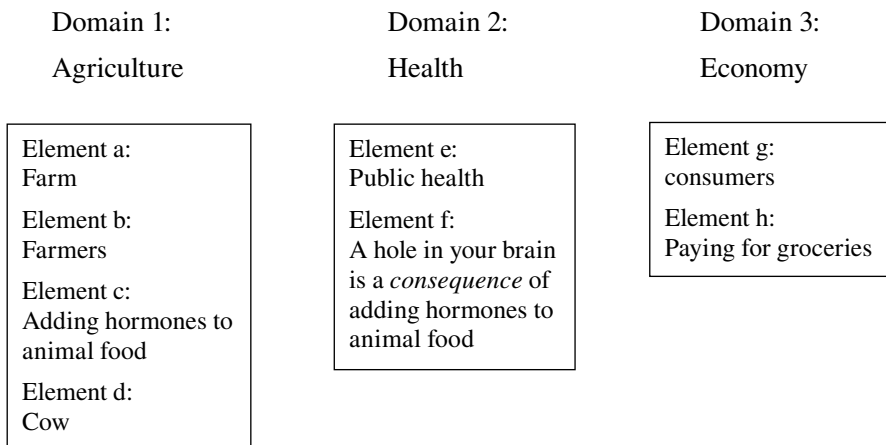 Domain 1:
Agriculture
Element a:
Farm
Element b:
Farmers
Element c:
Adding hormones to
animal food
Element d:
Cow
Domain 2:
Health
Element e:
Public health
Element f:
A hole in your brain
is a consequence of
adding hormones to
animal food
Domain 3:
Economy
Element g:
consumers
Element h:
Paying for groceries